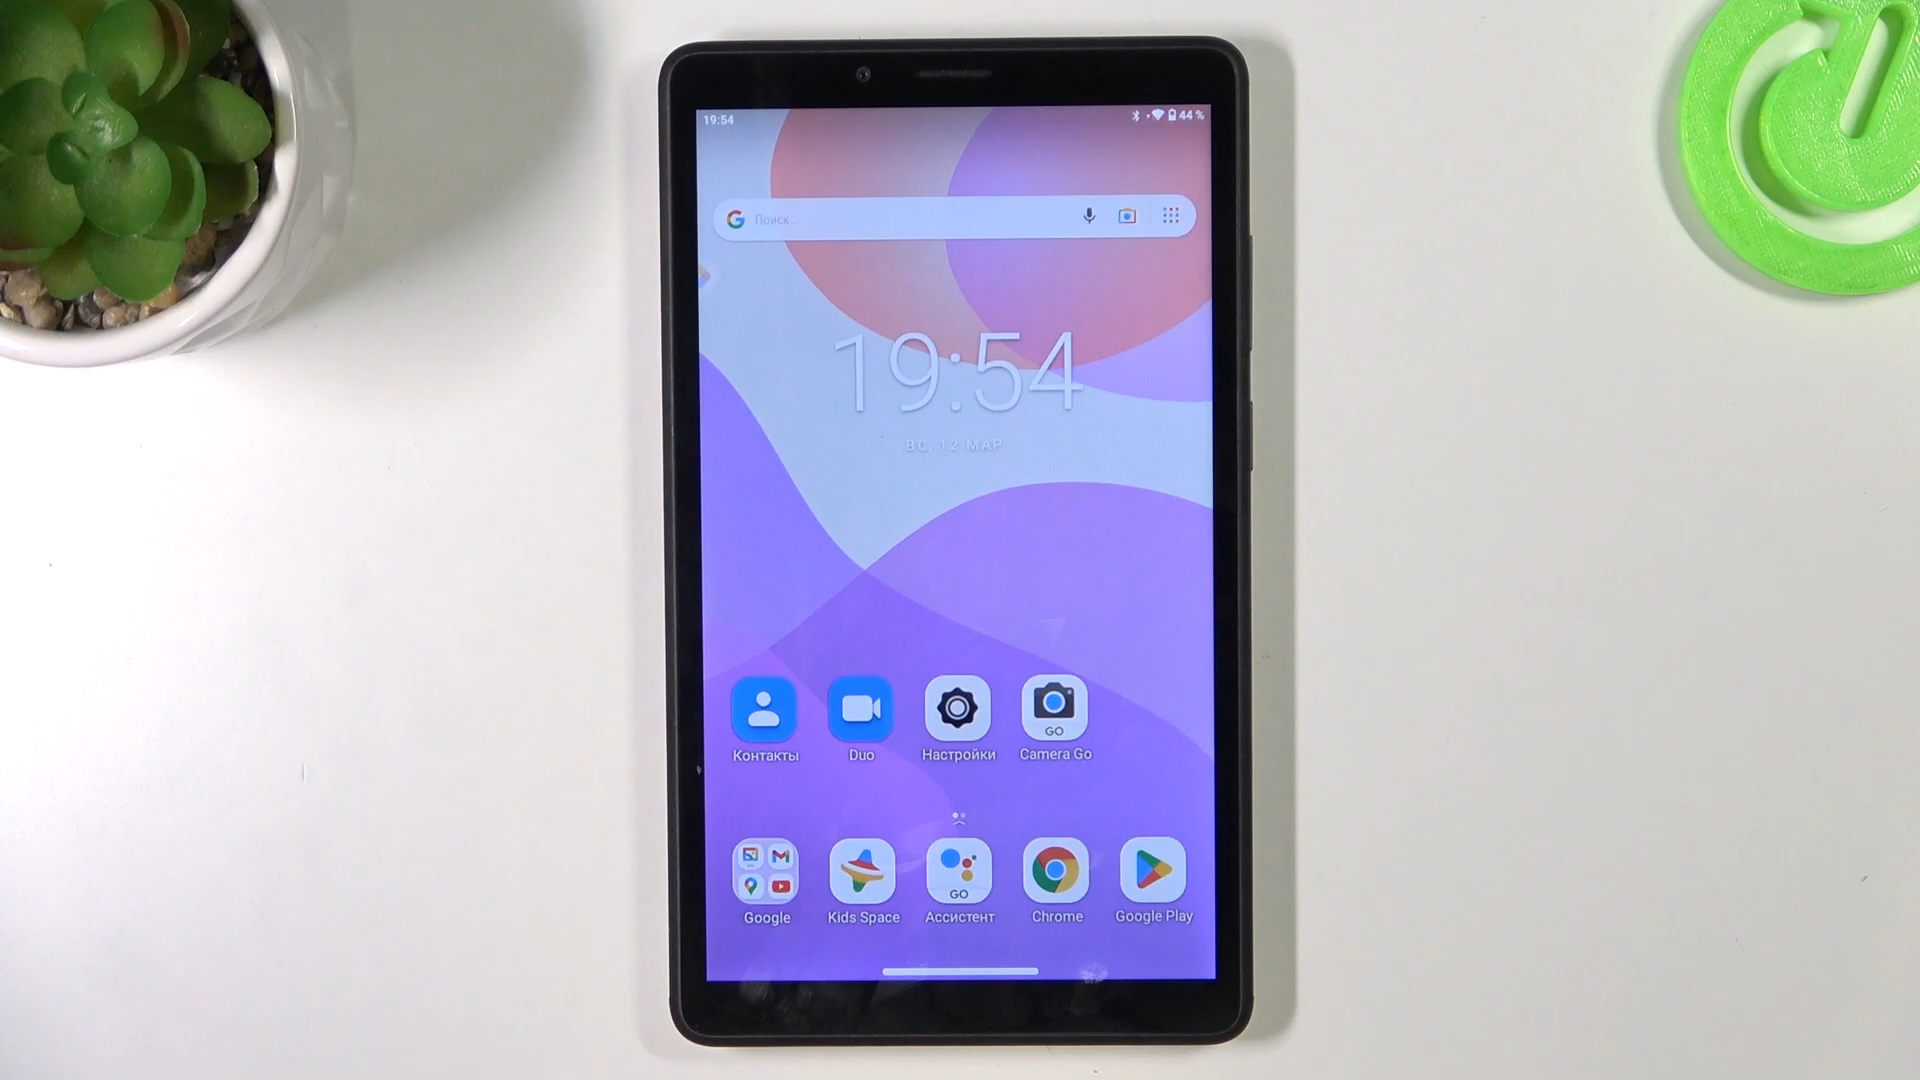 19:54 44 %
Поиск...
19:54
ВС, 12 МАР.
GO
Контакты Duo Настройки Camera Go
GO
Google Kids Space Ассистент Chrome Google Play